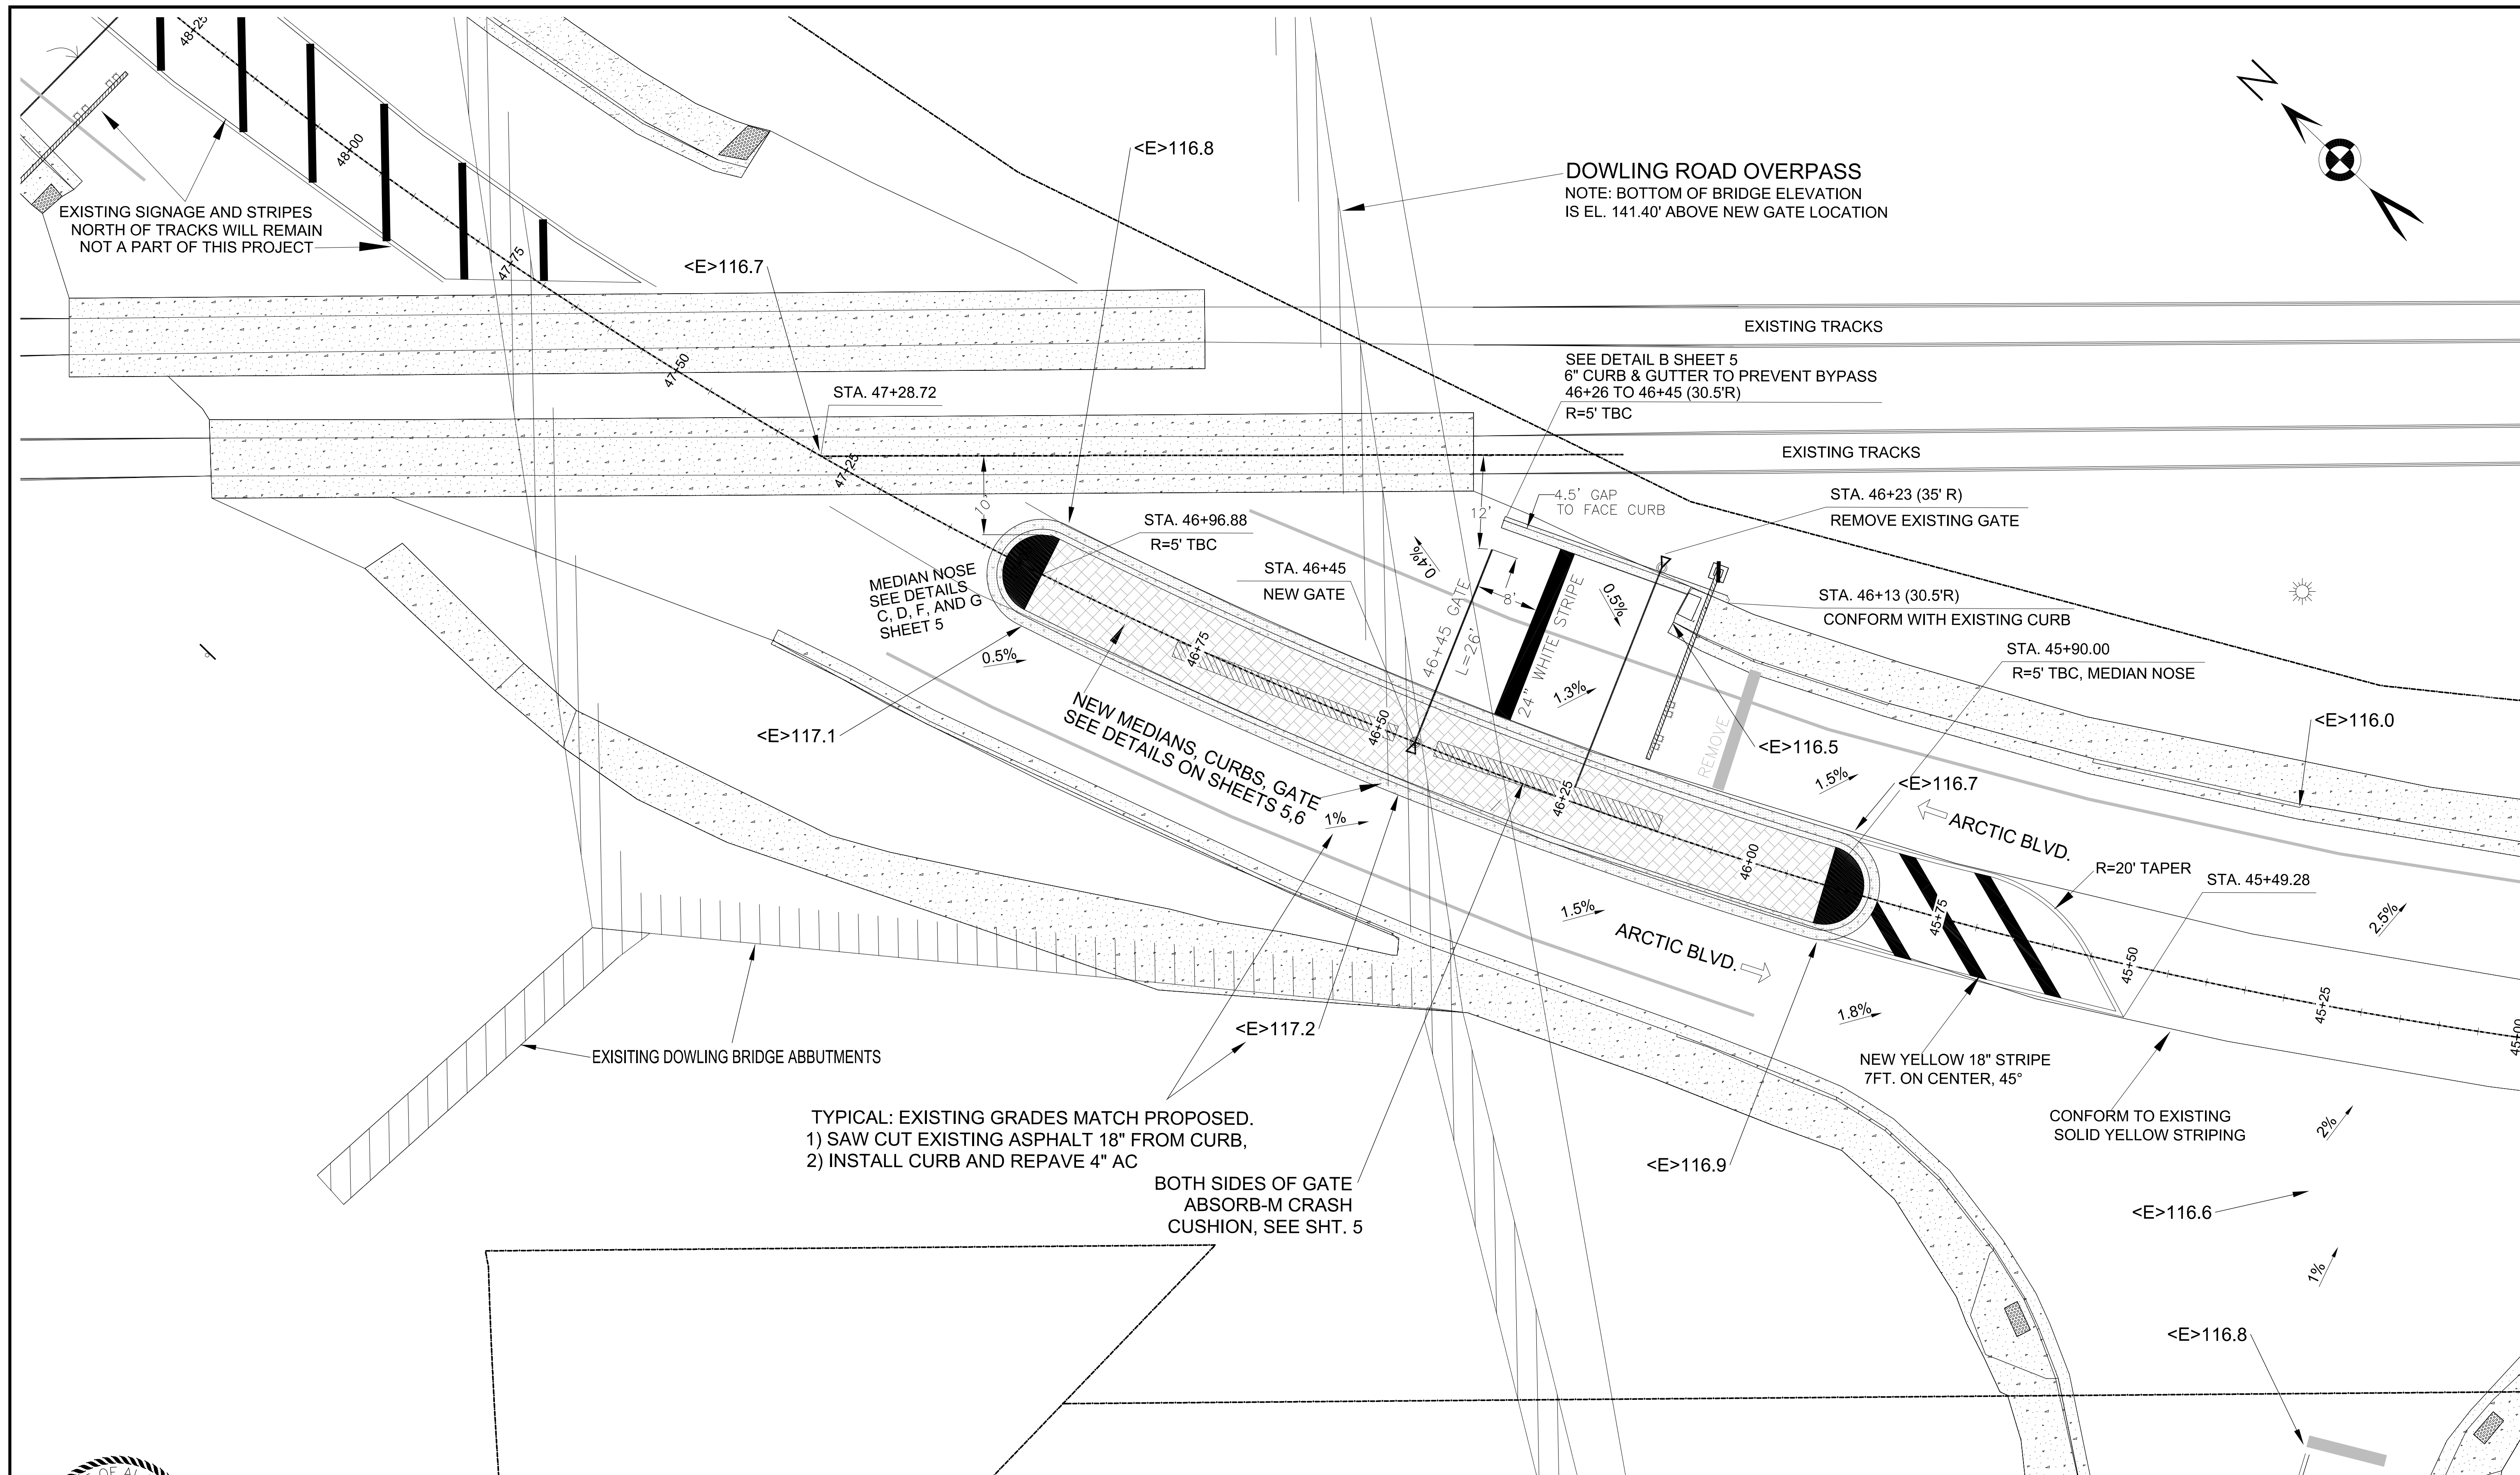 48+25
48+00
47+75
47+50
47+25
EXISTING SIGNAGE AND STRIPES
NORTH OF TRACKS WILL REMAIN
NOT A PART OF THIS PROJECT
<E>116.8
<E>116.7
DOWLING ROAD OVERPASS
NOTE: BOTTOM OF BRIDGE ELEVATION
IS EL. 141.40' ABOVE NEW GATE LOCATION
N
EXISTING TRACKS
SEE DETAIL B SHEET 5
6" CURB & GUTTER TO PREVENT BYPASS
46+26 TO 46+45 (30.5'R)
R=5' TBC
STA. 47+28.72
EXISTING TRACKS
10'
12'
4.5' GAP
TO FACE CURB
STA. 46+23 (35' R)
REMOVE EXISTING GATE
STA. 46+96.88
R=5' TBC
STA. 46+45
NEW GATE
MEDIAN NOSE
SEE DETAILS
C, D, F, AND G
SHEET 5
0.4%
8'
0.5%
46+45 GATE
L=26'
24" WHITE STRIPE
STA. 46+13 (30.5'R)
CONFORM WITH EXISTING CURB
STA. 45+90.00
R=5' TBC, MEDIAN NOSE
0.5%
46+75
<E>117.1
NEW MEDIANS, CURBS, GATE
SEE DETAILS ON SHEETS 5,6
46+50
1.3%
REMOVE
<E>116.5
<E>116.0
1.5%
<E>116.7
46+25
1%
ARCTIC BLVD.
46+00
R=20' TAPER
STA. 45+49.28
1.5%
ARCTIC BLVD.
45+75
45+50
2.5%
45+25
45+00
1.8%
<E>117.2
EXISITING DOWLING BRIDGE ABBUTMENTS
NEW YELLOW 18" STRIPE
7FT. ON CENTER, 45°
CONFORM TO EXISTING
SOLID YELLOW STRIPING
2%
TYPICAL: EXISTING GRADES MATCH PROPOSED.
1) SAW CUT EXISTING ASPHALT 18" FROM CURB,
2) INSTALL CURB AND REPAVE 4" AC
BOTH SIDES OF GATE
ABSORB-M CRASH
CUSHION, SEE SHT. 5
<E>116.9
<E>116.6
1%
<E>116.8
OF